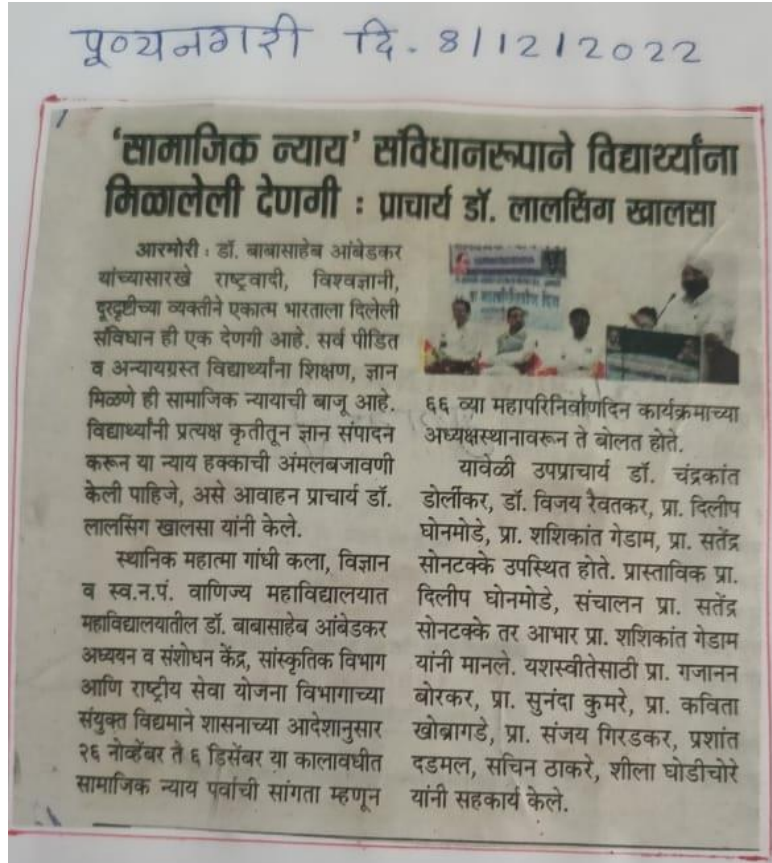 पूण्यनगरी दि. 8/12/2022
'सामाजिक न्याय' संविधानरूपाने विद्यार्थ्यांना
मिळालेली देणगी : प्राचार्य डॉ. लालसिंग खालसा
आरमोरी : डॉ. बाबासाहेब आंबेडकर
यांच्यासारखे राष्ट्रवादी, विश्वज्ञानी,
दूरदृष्टीच्या व्यक्तीने एकात्म भारताला दिलेली
संविधान ही एक देणगी आहे. सर्व पीडित
व अन्यायग्रस्त विद्यार्थ्यांना शिक्षण, ज्ञान
मिळणे ही सामाजिक न्यायाची बाजू आहे.
विद्यार्थ्यांनी प्रत्यक्ष कृतीतून ज्ञान संपादन
करून या न्याय हक्काची अंमलबजावणी
केली पाहिजे, असे आवाहन प्राचार्य डॉ.
लालसिंग खालसा यांनी केले.
स्थानिक महात्मा गांधी कला, विज्ञान
व स्व.न.पं. वाणिज्य महाविद्यालयात
महाविद्यालयातील डॉ. बाबासाहेब आंबेडकर
अध्ययन व संशोधन केंद्र, सांस्कृतिक विभाग
आणि राष्ट्रीय सेवा योजना विभागाच्या
संयुक्त विद्यमाने शासनाच्या आदेशानुसार
२६ नोव्हेंबर ते ६ डिसेंबर या कालावधीत
सामाजिक न्याय पर्वाची सांगता म्हणून
६६ व्या महापरिनिर्वाणदिन कार्यक्रमाच्या
अध्यक्षस्थानावरून ते बोलत होते.
यावेळी उपप्राचार्य डॉ. चंद्रकांत
डोर्लीकर, डॉ. विजय रैवतकर, प्रा. दिलीप
घोनमोडे, प्रा. शशिकांत गेडाम, प्रा. सतेंद्र
सोनटक्के उपस्थित होते. प्रास्ताविक प्रा.
दिलीप घोनमोडे, संचालन प्रा. सतेंद्र
सोनटक्के तर आभार प्रा. शशिकांत गेडाम
यांनी मानले. यशस्वीतेसाठी प्रा. गजानन
बोरकर, प्रा. सुनंदा कुमरे, प्रा. कविता
खोब्रागडे, प्रा. संजय गिरडकर, प्रशांत
दडमल, सचिन ठाकरे, शीला घोडीचोरे
यांनी सहकार्य केले.